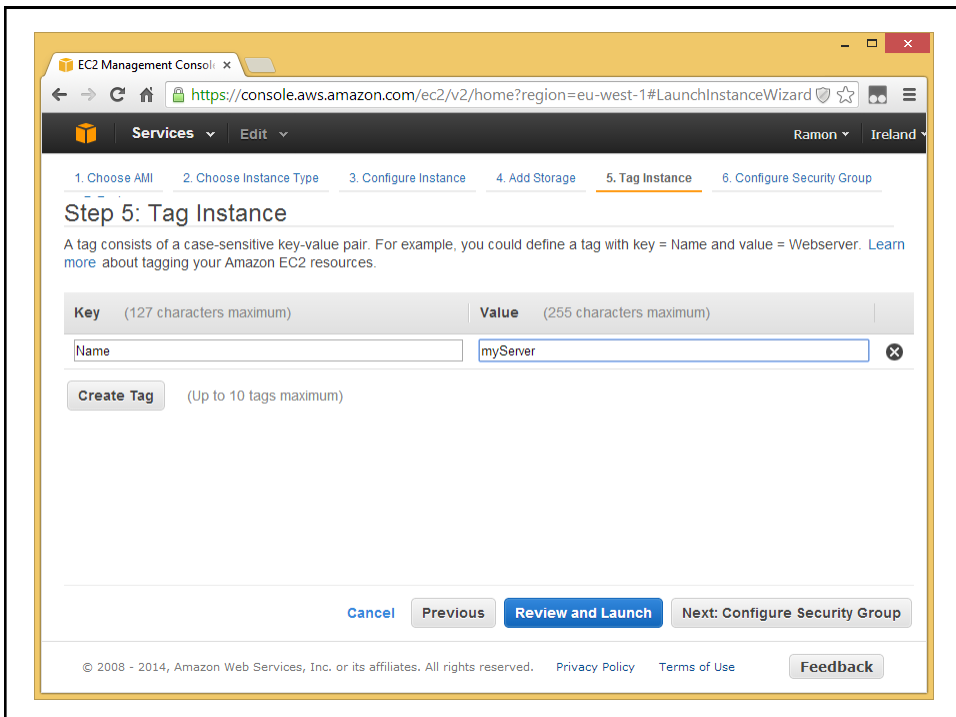 EC2 Management Consol
https://console.aws.amazon.com/ec2/v2/home?region=eu-west-1#LaunchInstanceWizard
Services Edit Ramon Ireland
1. Choose AMI 2. Choose Instance Type 3. Configure Instance 4. Add Storage 5. Tag Instance 6. Configure Security Group
Step 5: Tag Instance
A tag consists of a case-sensitive key-value pair. For example, you could define a tag with key = Name and value = Webserver. Learn
more about tagging your Amazon EC2 resources.
Key (127 characters maximum) Value (255 characters maximum)
Name myServer
Create Tag (Up to 10 tags maximum)
Cancel Previous Review and Launch Next: Configure Security Group
© 2008 - 2014, Amazon Web Services, Inc. or its affiliates. All rights reserved. Privacy Policy Terms of Use Feedback